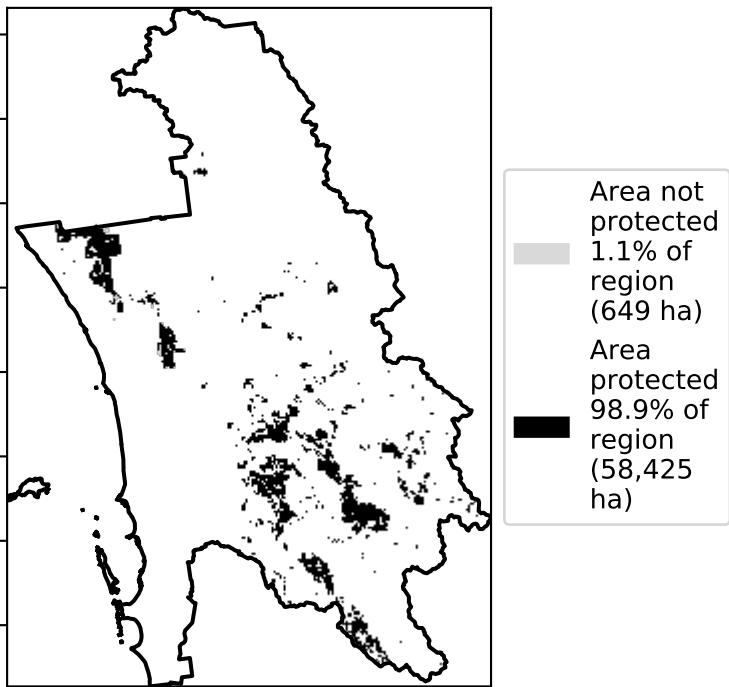 Area not
protected
1.1% of
region
(649 ha)
Area
protected
98.9% of
region
(58,425
ha)